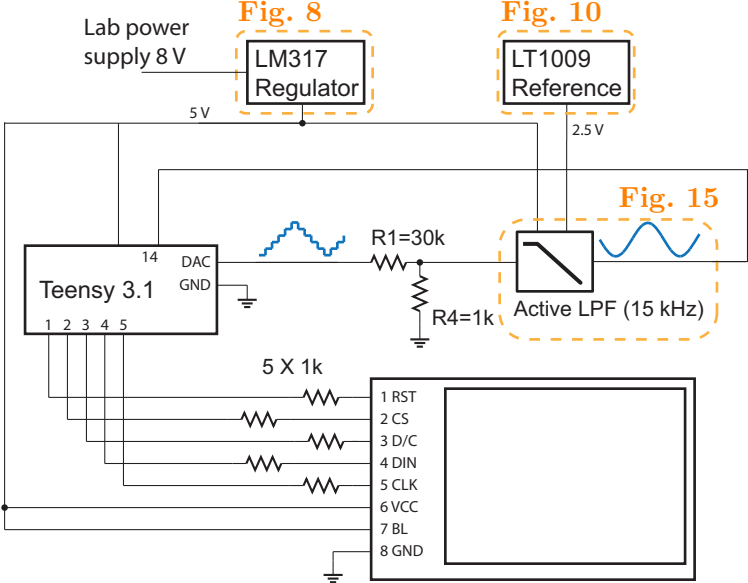 Fig. 8
Fig. 10
Lab power
supply 8 V
LM317
Regulator
LT1009
Reference
5 V
2.5 V
Fig. 15
14
DAC
GND
Teensy 3.1
1 2 3 4 5
R1=30k
R4=1k
Active LPF (15 kHz)
5 X 1k
1 RST
2 CS
3 D/C
4 DIN
5 CLK
6 VCC
7 BL
8 GND